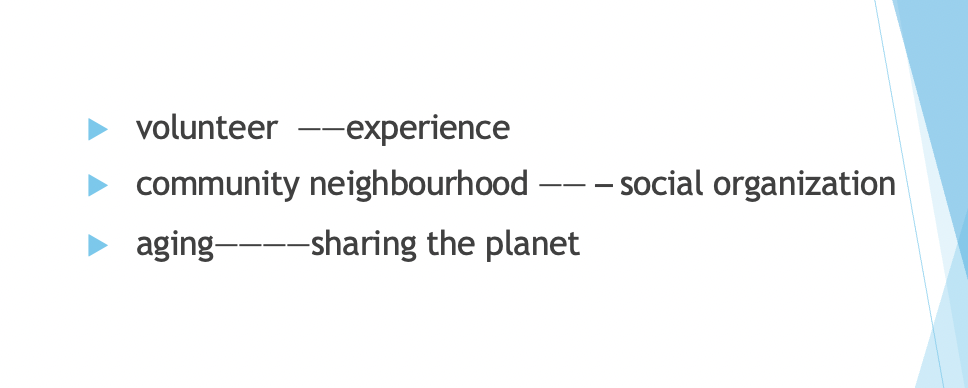 volunteer ——experience
community neighbourhood —— – social organization
aging————sharing the planet